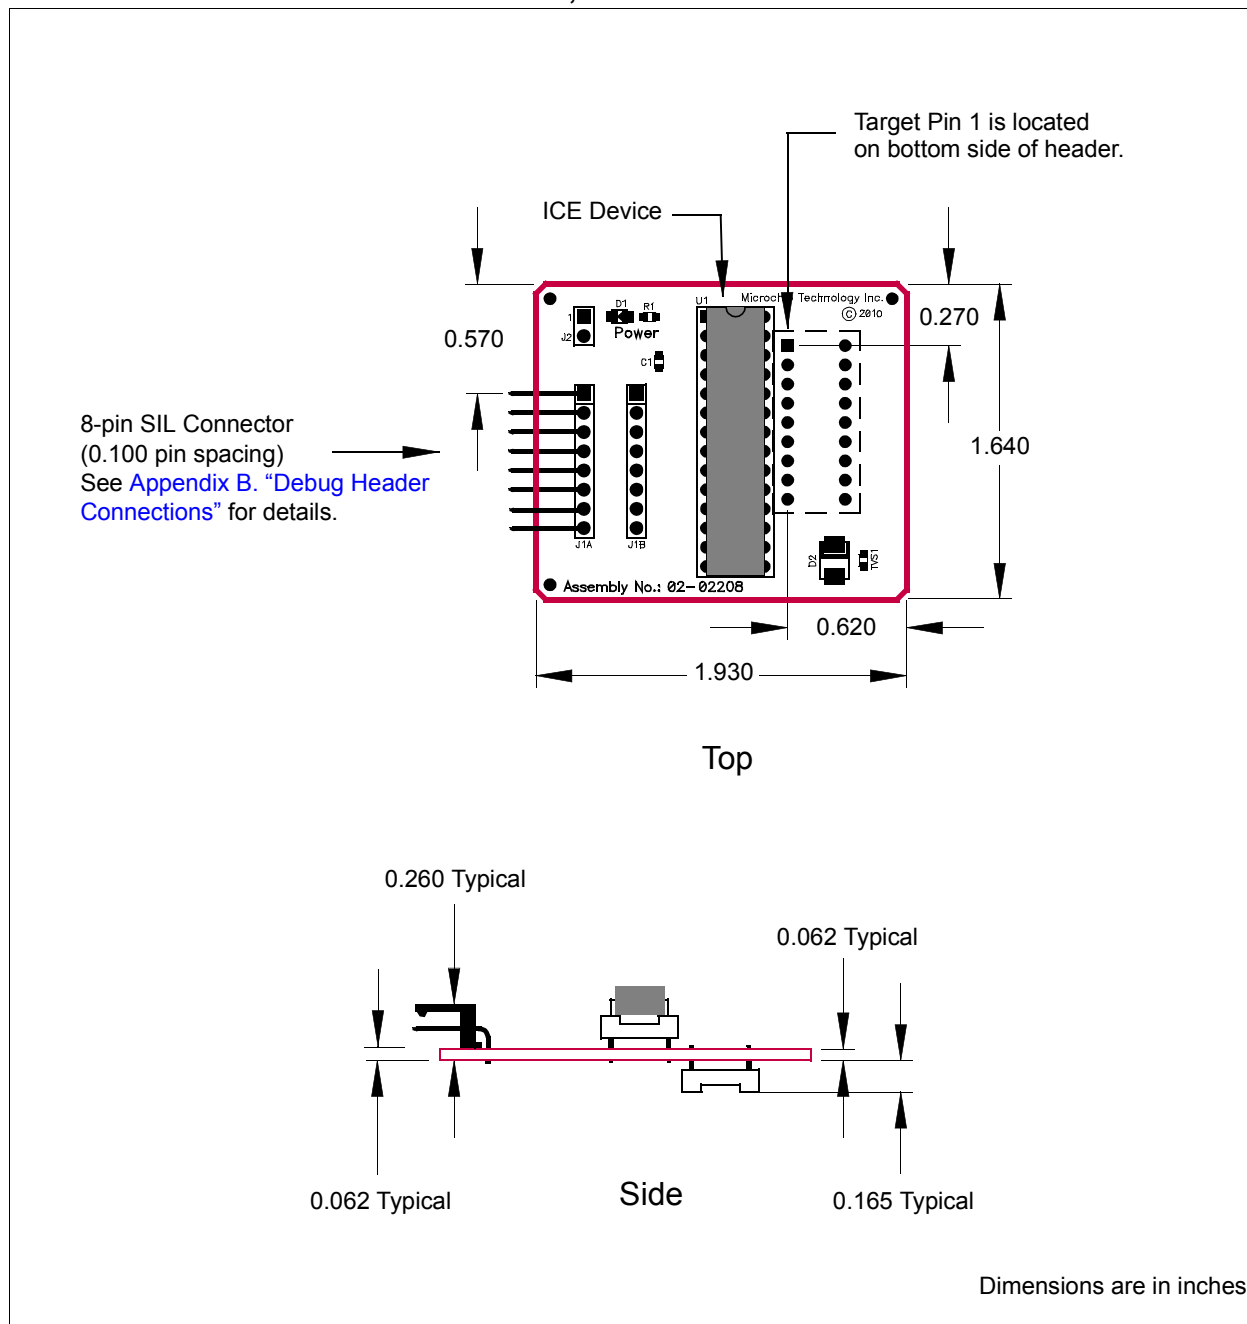 Target Pin 1 is located
on bottom side of header.
ICE Device
U1
Microchip Technology Inc.
© 2010
D1
R1
1
J2
Power
C1
0.570
0.270
1.640
8-pin SIL Connector
(0.100 pin spacing)
See Appendix B. “Debug Header
Connections” for details.
J1A
J1B
D2
TVS1
Assembly No.: 02-02208
0.620
1.930
Top
0.260 Typical
0.062 Typical
0.062 Typical
Side
0.165 Typical
Dimensions are in inches